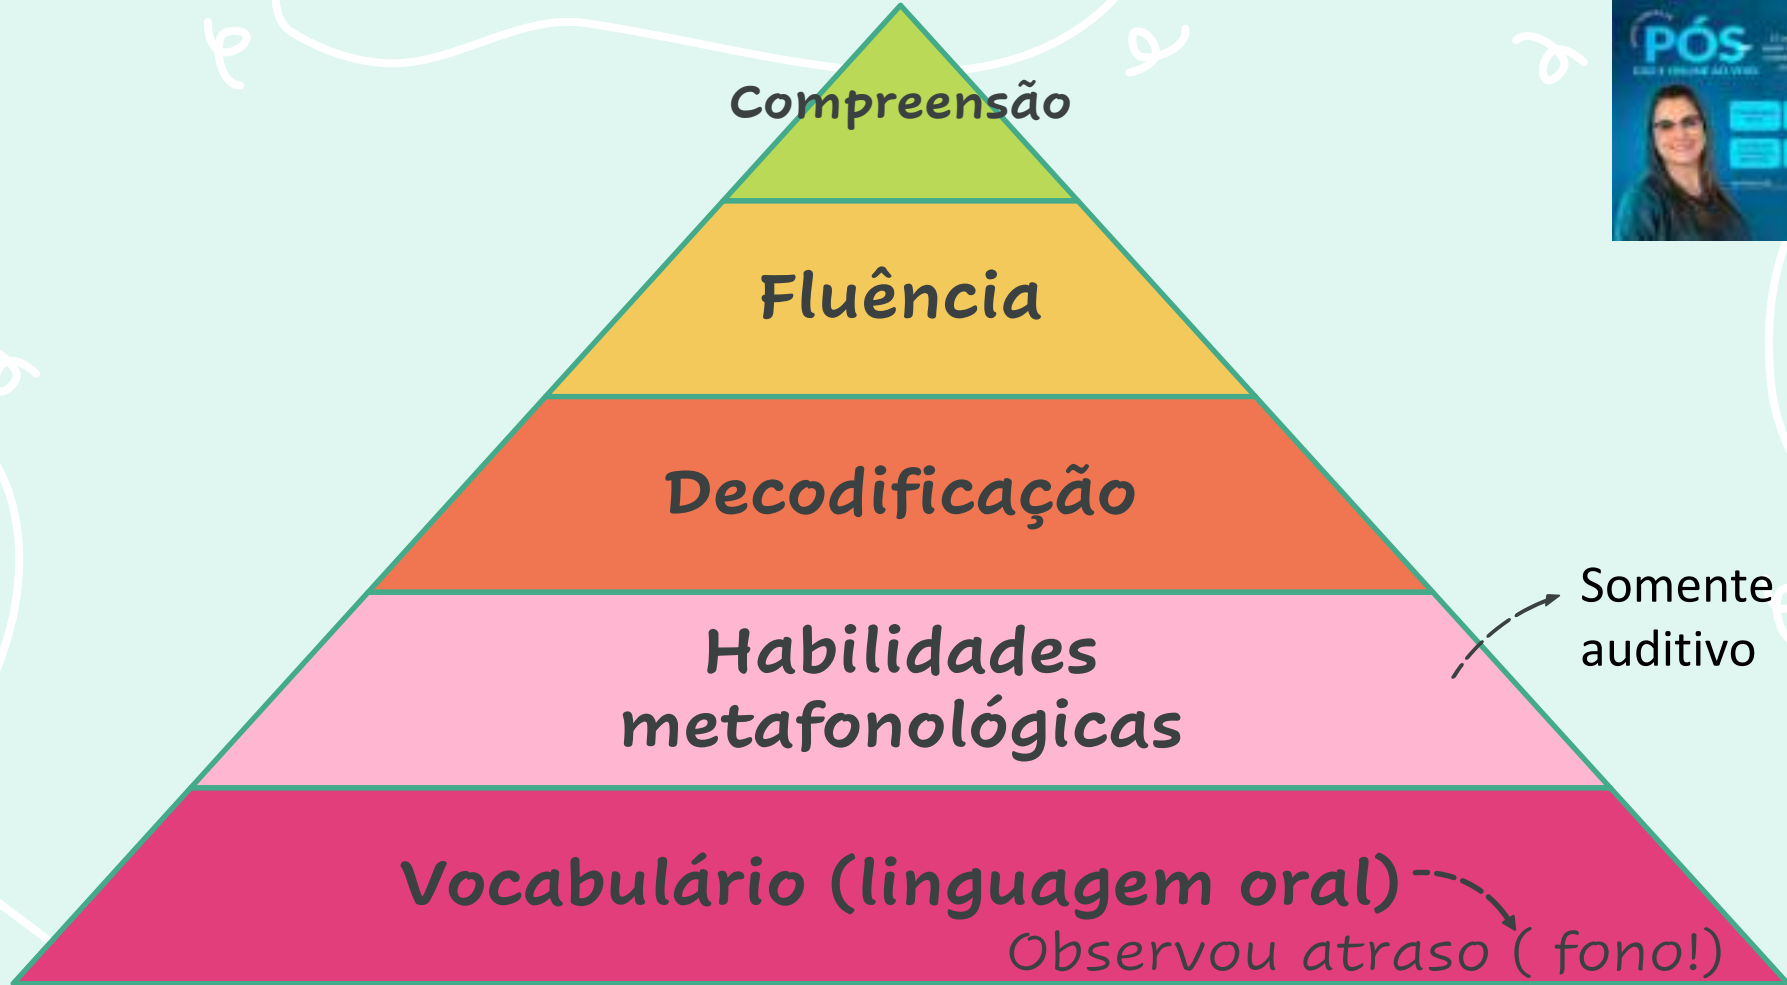 PÓS
Compreensão
Fluência
Decodificação
Somente
auditivo
Habilidades
metafonológicas
Vocabulário (linguagem oral)
Observou atraso ( fono!)